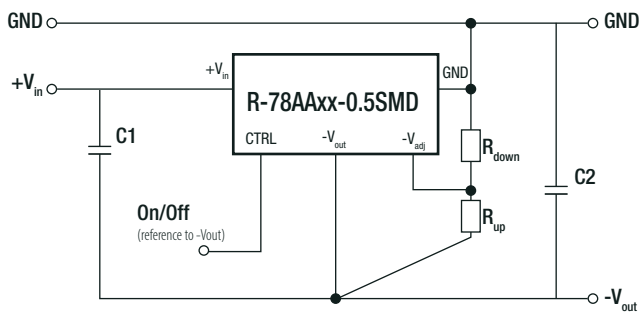 GND
GND
+Vin
+Vin
GND
R-78AAxx-0.5SMD
C1
CTRL
-Vout
-Vadj
Rdown
C2
On/Off
(reference to -Vout)
Rup
-Vout